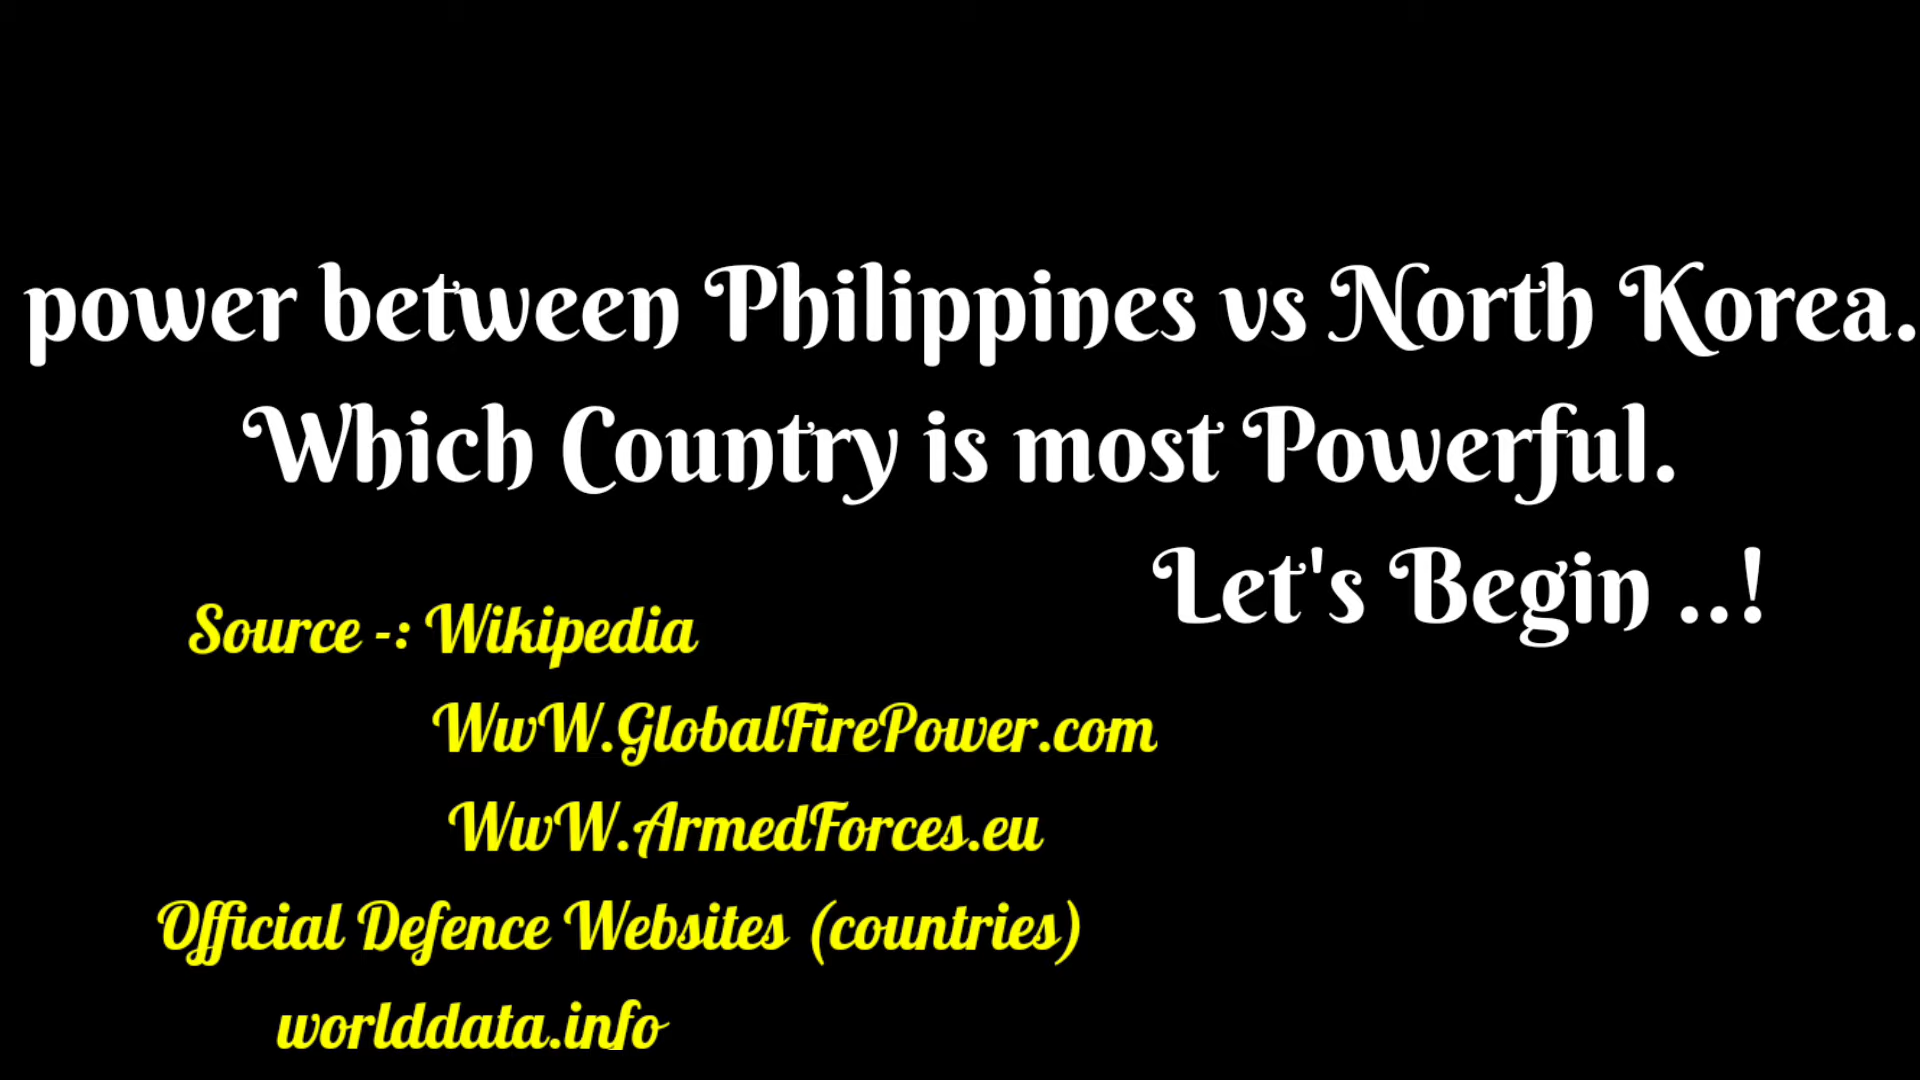 power between Philippines vs North Korea.
Which Country is most Powerful.
Let's Begin ..!
Source -: Wikipedia
WwW.GlobalFirePower.com
WwW.ArmedForces.eu
Official Defence Websites (countries)
worlddata.info